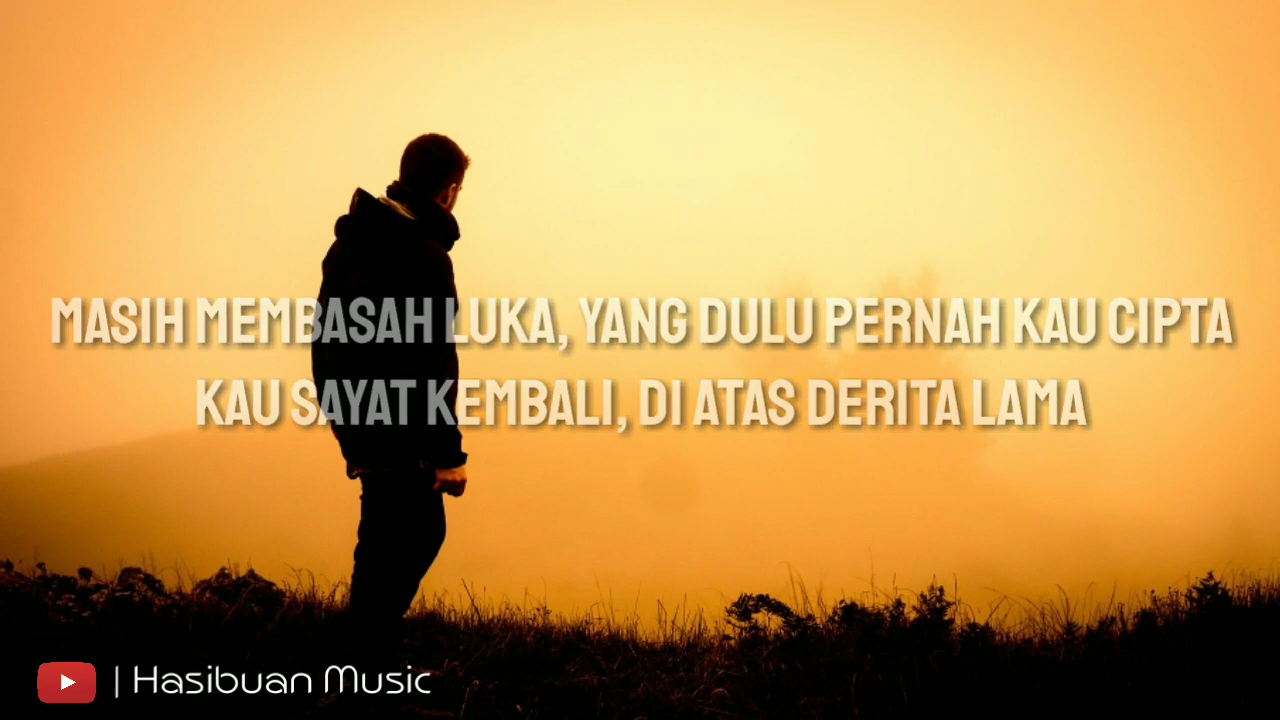 MASIH MEMBASAH LUKA, YANG DULU PERNAH KAU CIPTA
KAU SAYAT KEMBALI, DI ATAS DERITA LAMA
| Hasibuan Music